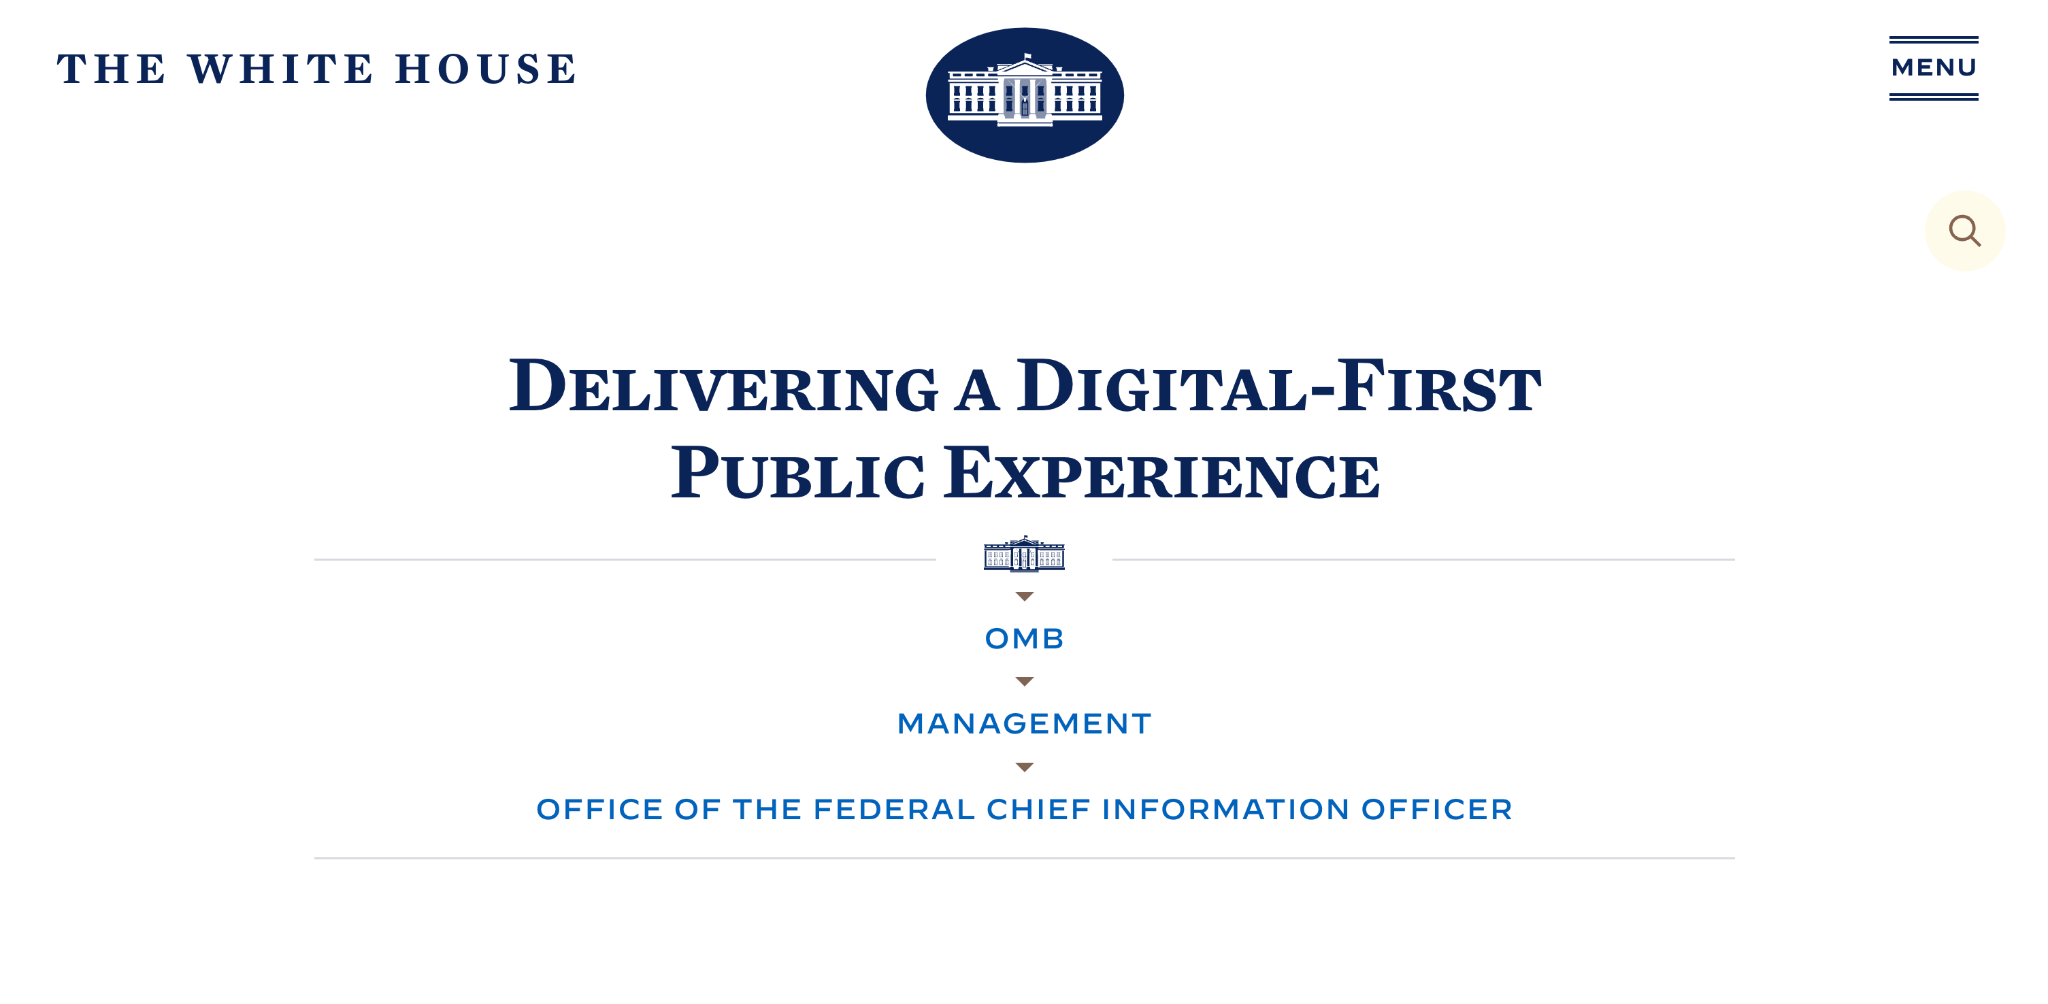 THE WHITE HOUSE
MENU
Delivering a Digital-First
Public Experience
OMB
MANAGEMENT
OFFICE OF THE FEDERAL CHIEF INFORMATION OFFICER